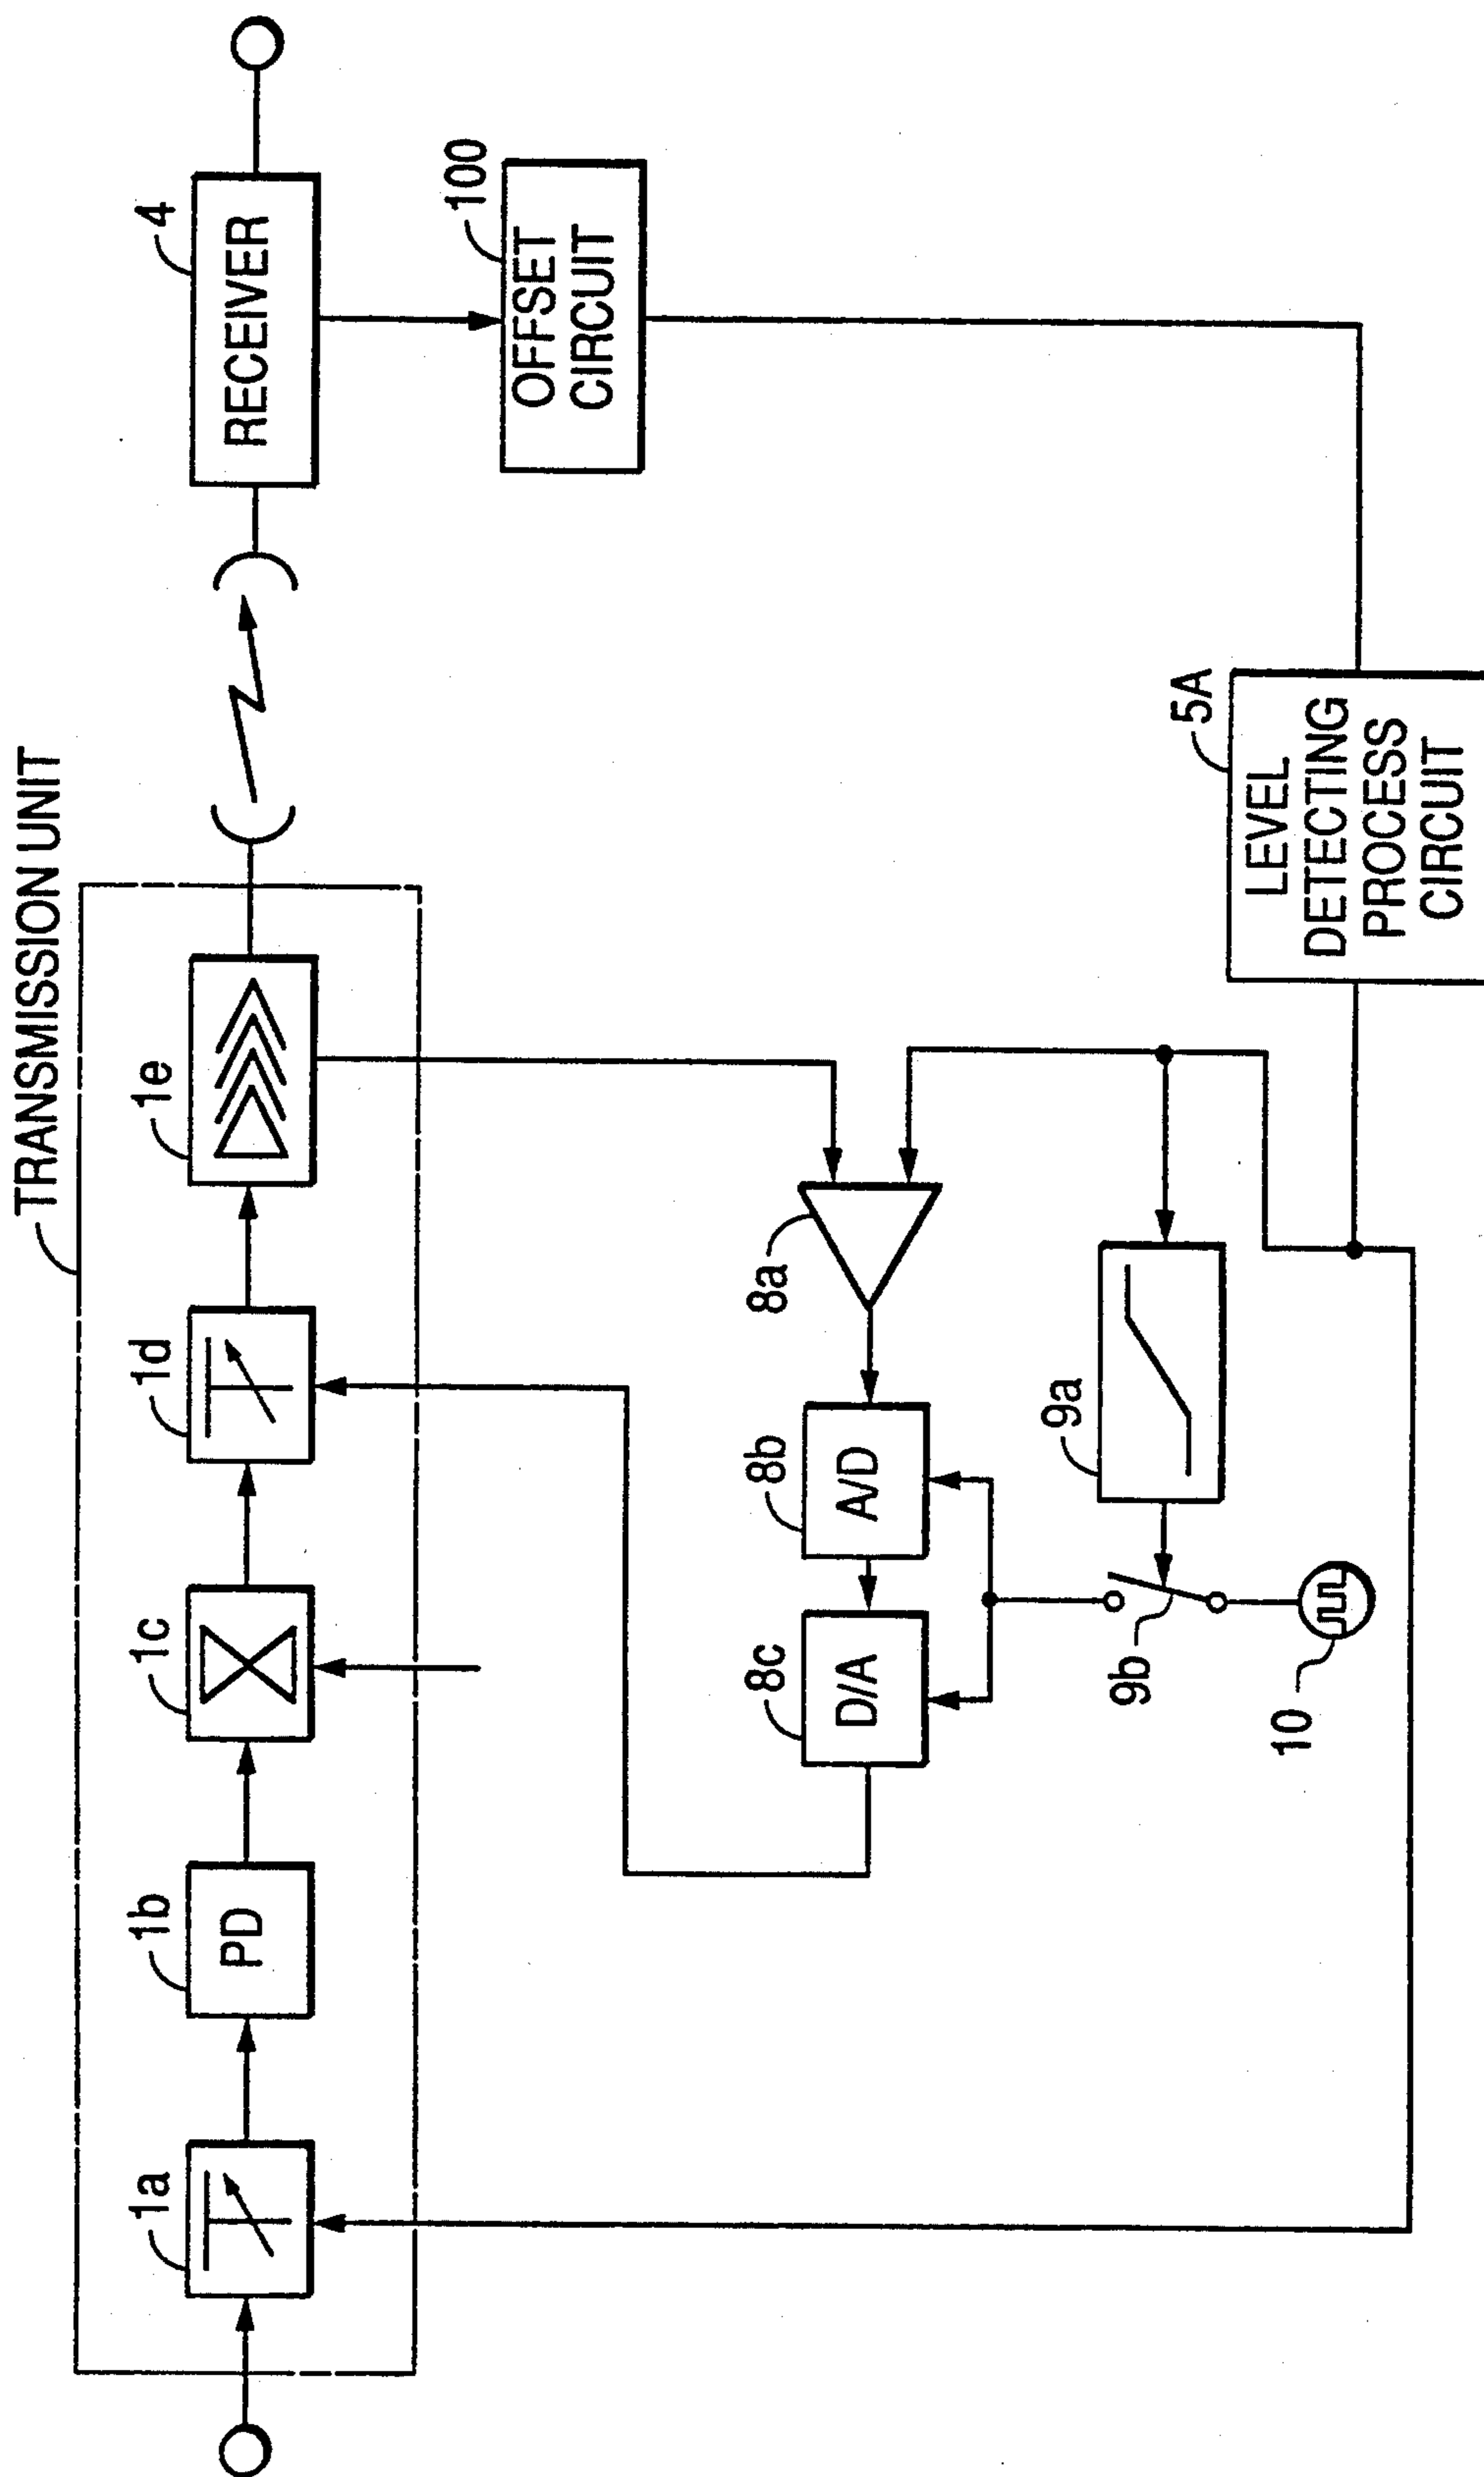 TRANSMISSION UNIT
1a
1b
PD
1c
1d
1e
4
RECEIVER
100
OFFSET
CIRCUIT
8a
8b
A/D
8c
D/A
9a
9b
10
5A
LEVEL
DETECTING
PROCESS
CIRCUIT